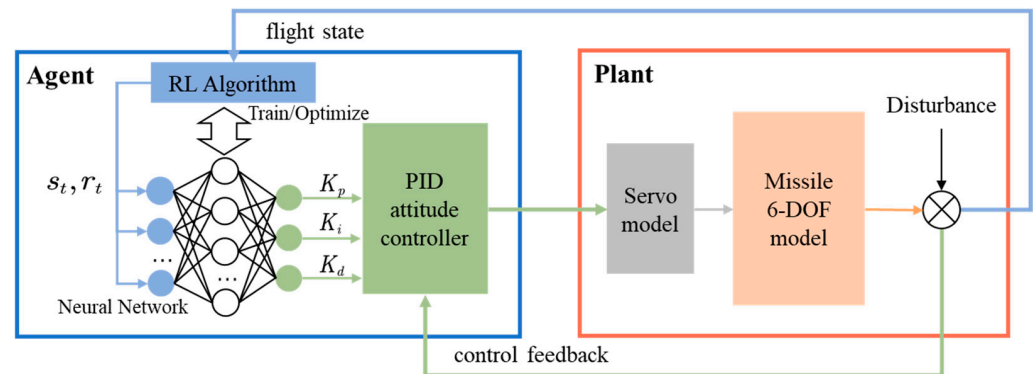 flight state
Agent
RL Algorithm
Train/Optimize
s_t, r_t
...
Neural Network
...
K_p
K_i
K_d
PID
attitude
controller
Plant
Servo
model
Missile
6-DOF
model
Disturbance
control feedback